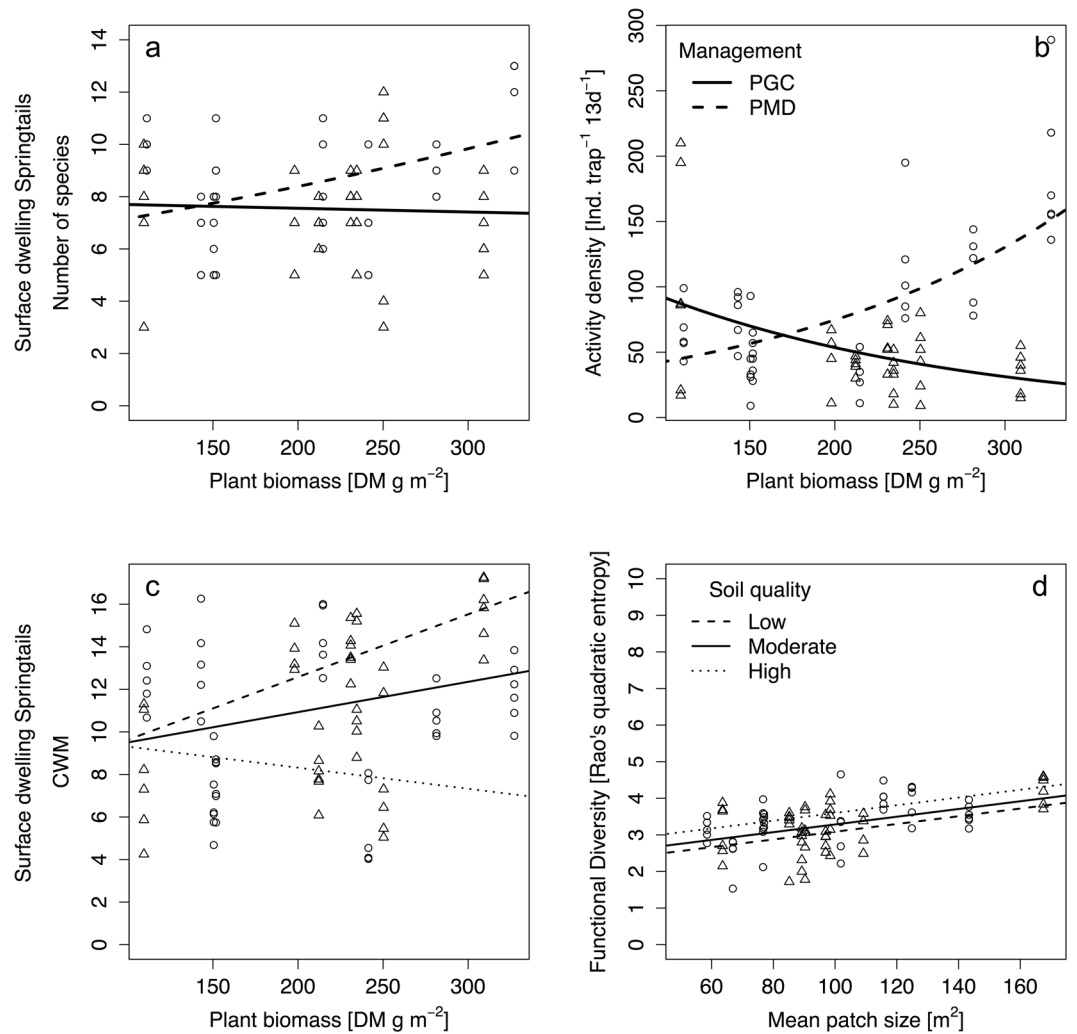 a
Surface dwelling Springtails
Number of species
0
2
4
6
8
10
12
14
150
200
250
300
Plant biomass [DM g m⁻²]
b
Management
PGC
PMD
Activity density [Ind. trap⁻¹ 13d⁻¹]
0
50
100
150
200
250
300
150
200
250
300
Plant biomass [DM g m⁻²]
c
Surface dwelling Springtails
CWM
0
2
4
6
8
10
12
14
16
150
200
250
300
Plant biomass [DM g m⁻²]
d
Soil quality
Low
Moderate
High
Functional Diversity [Rao's quadratic entropy]
0
1
2
3
4
5
6
7
8
9
10
60
80
100
120
140
160
Mean patch size [m²]